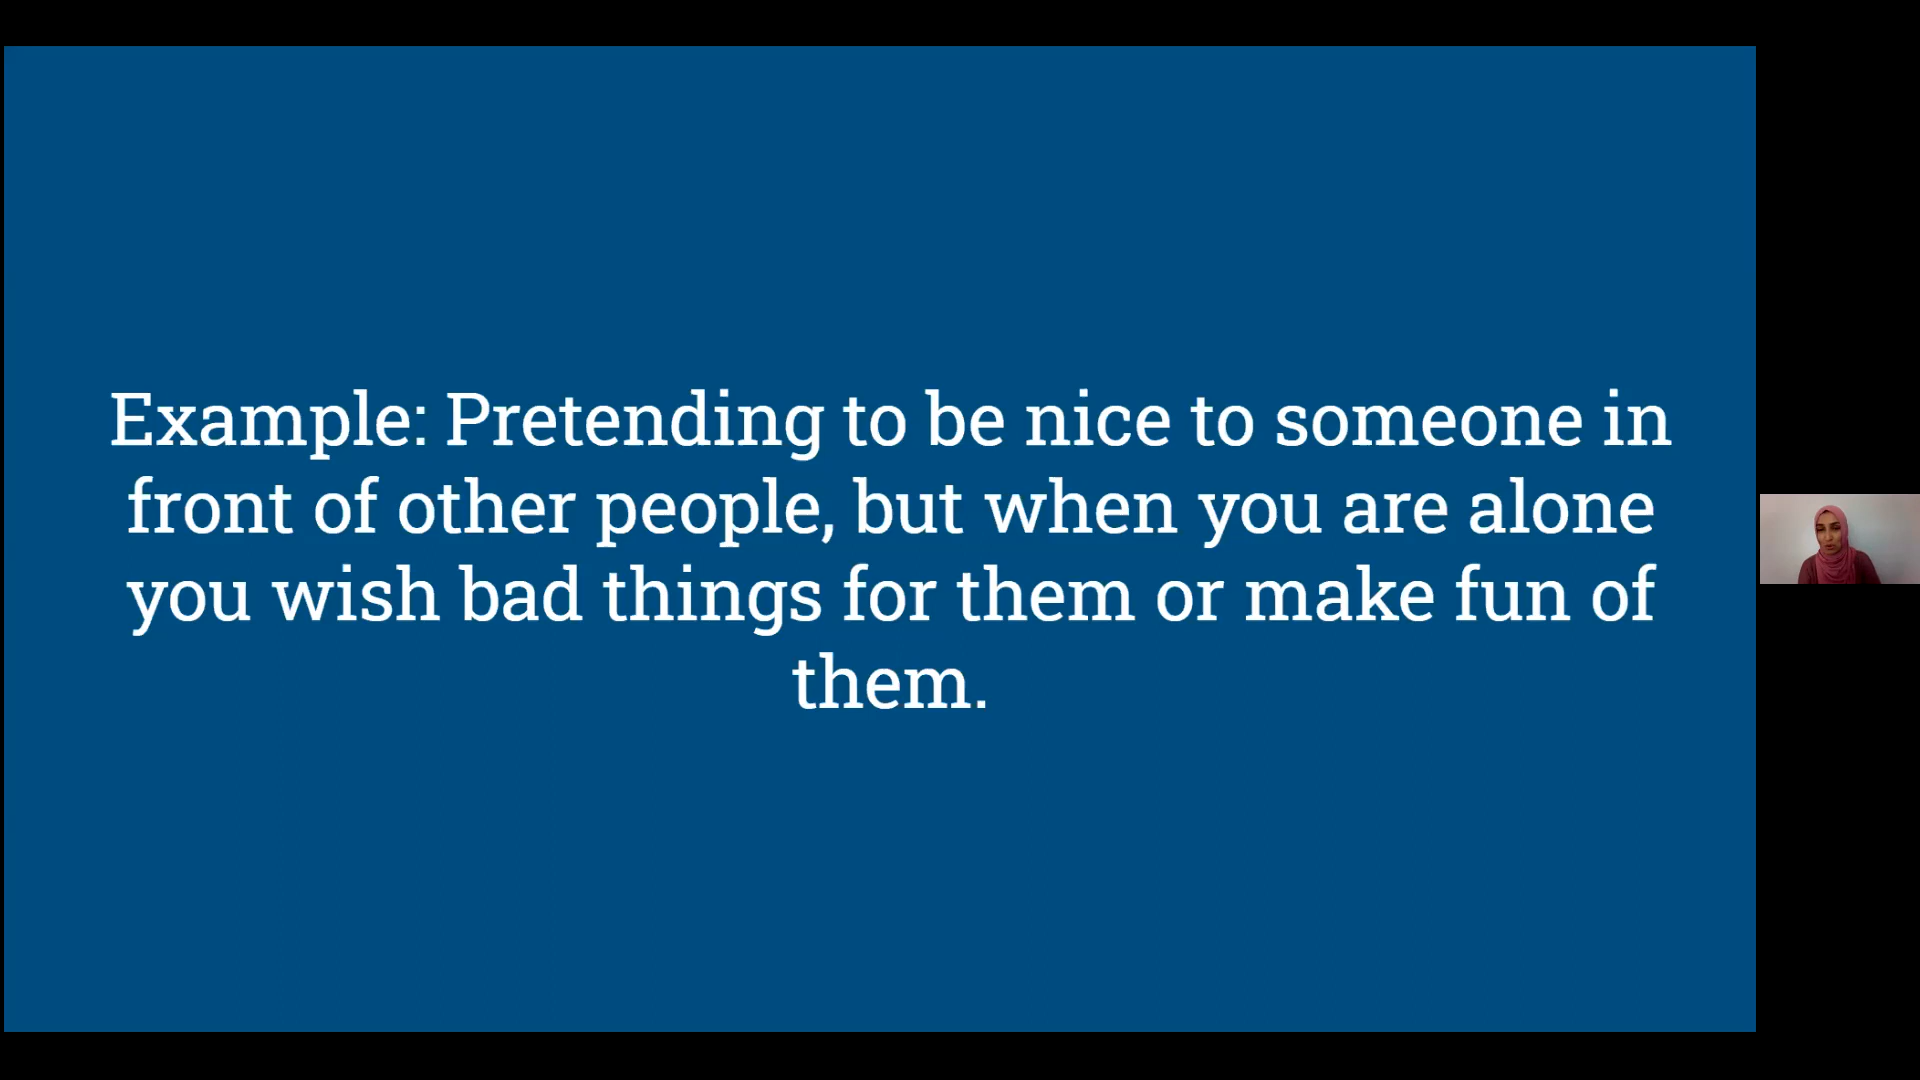 Example: Pretending to be nice to someone in
front of other people, but when you are alone
you wish bad things for them or make fun of
them.